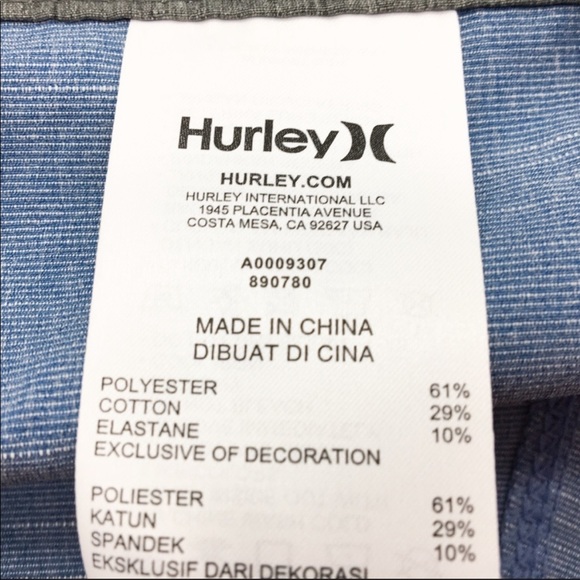 Hurley
HURLEY.COM
HURLEY INTERNATIONAL LLC
1945 PLACENTIA AVENUE
COSTA MESA, CA 92627 USA
A0009307
890780
MADE IN CHINA
DIBUAT DI CINA
POLYESTER 61%
COTTON 29%
ELASTANE 10%
EXCLUSIVE OF DECORATION
POLIESTER 61%
KATUN 29%
SPANDEK 10%
EKSKLUSIF DARI DEKORASI